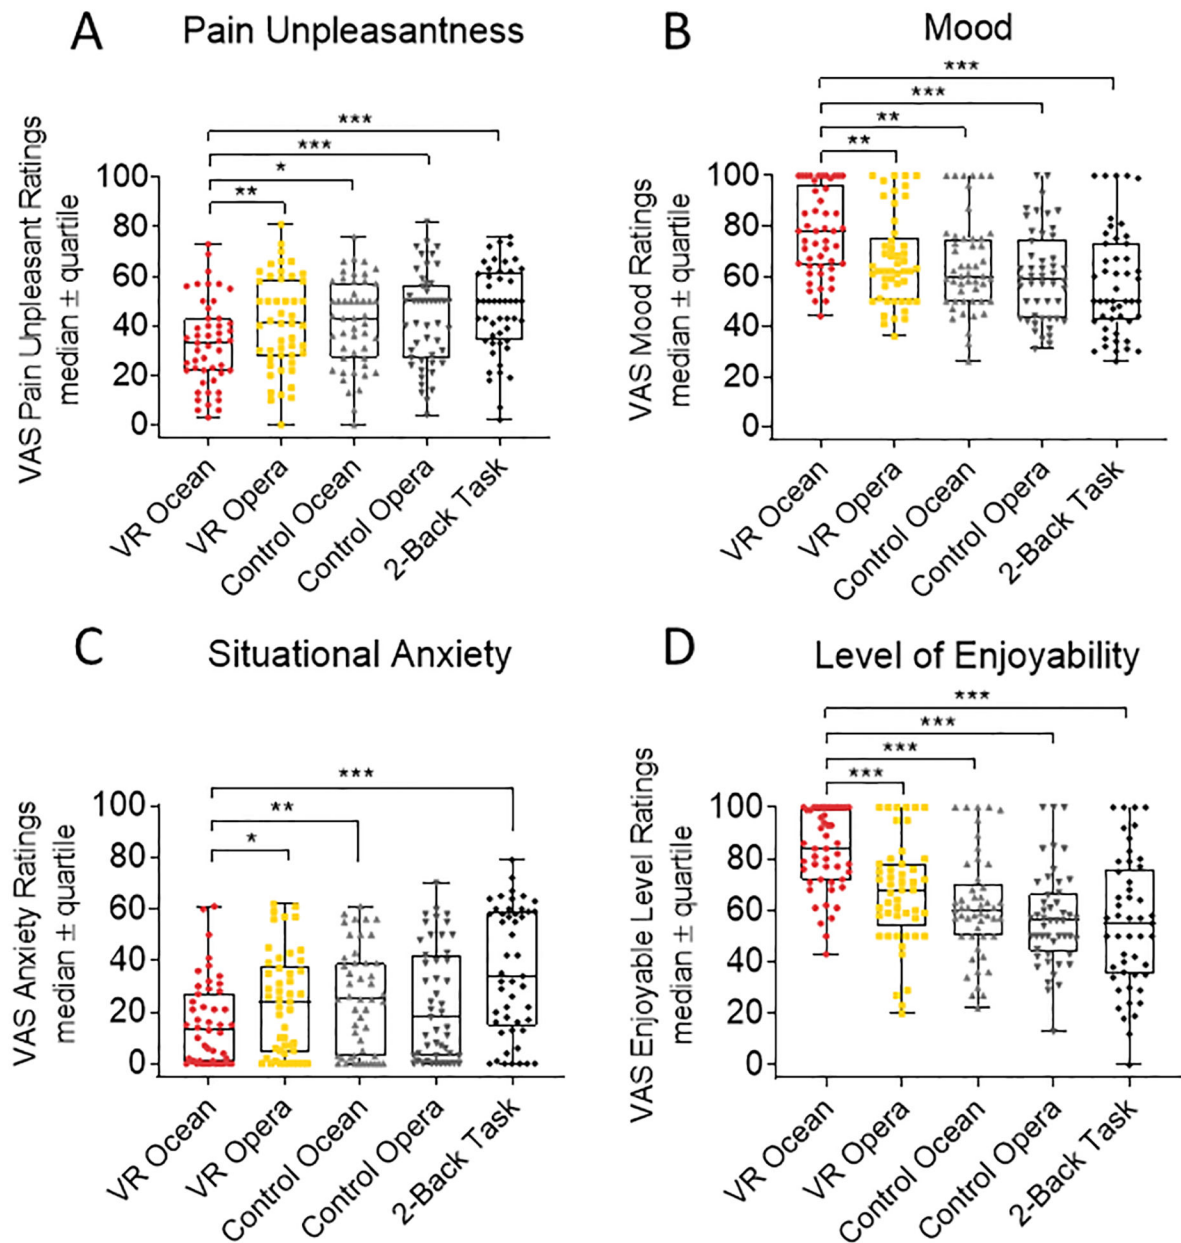 A
Pain Unpleasantness
VAS Pain Unpleasant Ratings
median ± quartile
***
***
*
**
100
80
60
40
20
0
VR Ocean
VR Opera
Control Ocean
Control Opera
2-Back Task
B
Mood
VAS Mood Ratings
median ± quartile
***
***
**
**
100
80
60
40
20
0
VR Ocean
VR Opera
Control Ocean
Control Opera
2-Back Task
C
Situational Anxiety
VAS Anxiety Ratings
median ± quartile
***
**
*
100
80
60
40
20
0
VR Ocean
VR Opera
Control Ocean
Control Opera
2-Back Task
D
Level of Enjoyability
VAS Enjoyable Level Ratings
median ± quartile
***
***
***
***
100
80
60
40
20
0
VR Ocean
VR Opera
Control Ocean
Control Opera
2-Back Task